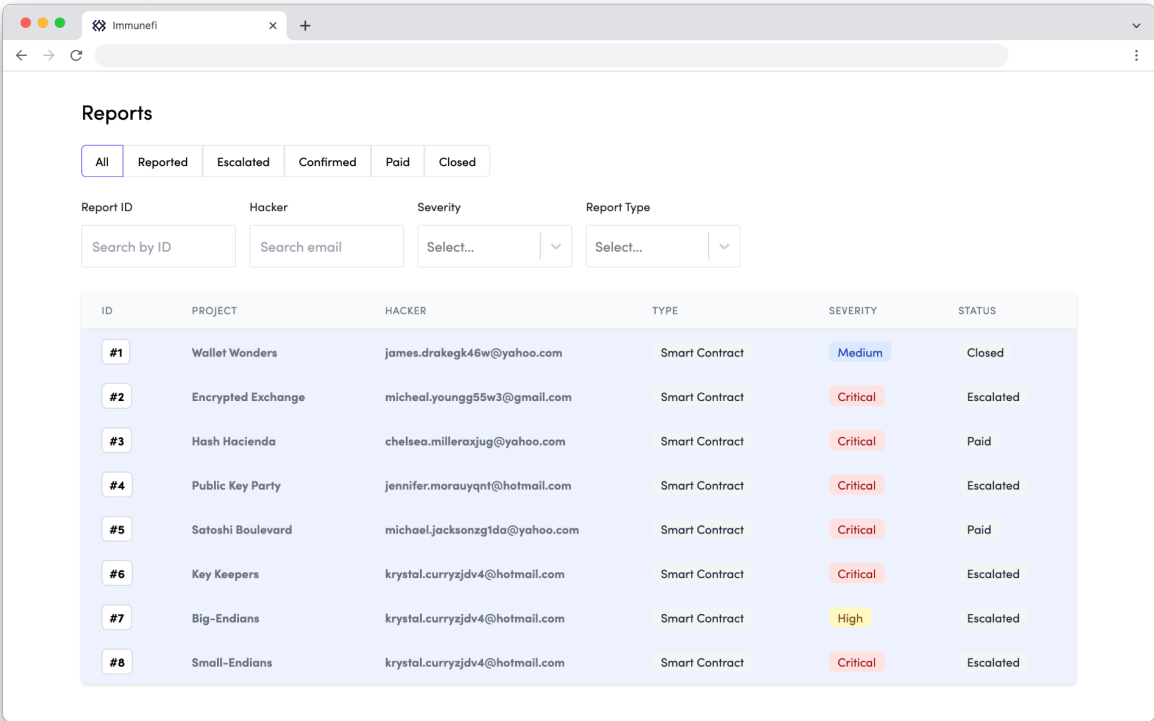 Immunefi
Reports
All Reported Escalated Confirmed Paid Closed
Report ID Hacker Severity Report Type
Search by ID Search email Select... Select...
ID PROJECT HACKER TYPE SEVERITY STATUS
#1 Wallet Wonders james.drakegk46w@yahoo.com Smart Contract Medium Closed
#2 Encrypted Exchange micheal.youngg55w3@gmail.com Smart Contract Critical Escalated
#3 Hash Hacienda chelsea.milleraxjug@yahoo.com Smart Contract Critical Paid
#4 Public Key Party jennifer.morauyqnt@hotmail.com Smart Contract Critical Escalated
#5 Satoshi Boulevard michael.jacksonzg1da@yahoo.com Smart Contract Critical Paid
#6 Key Keepers krystal.curryzjdv4@hotmail.com Smart Contract Critical Escalated
#7 Big-Endians krystal.curryzjdv4@hotmail.com Smart Contract High Escalated
#8 Small-Endians krystal.curryzjdv4@hotmail.com Smart Contract Critical Escalated